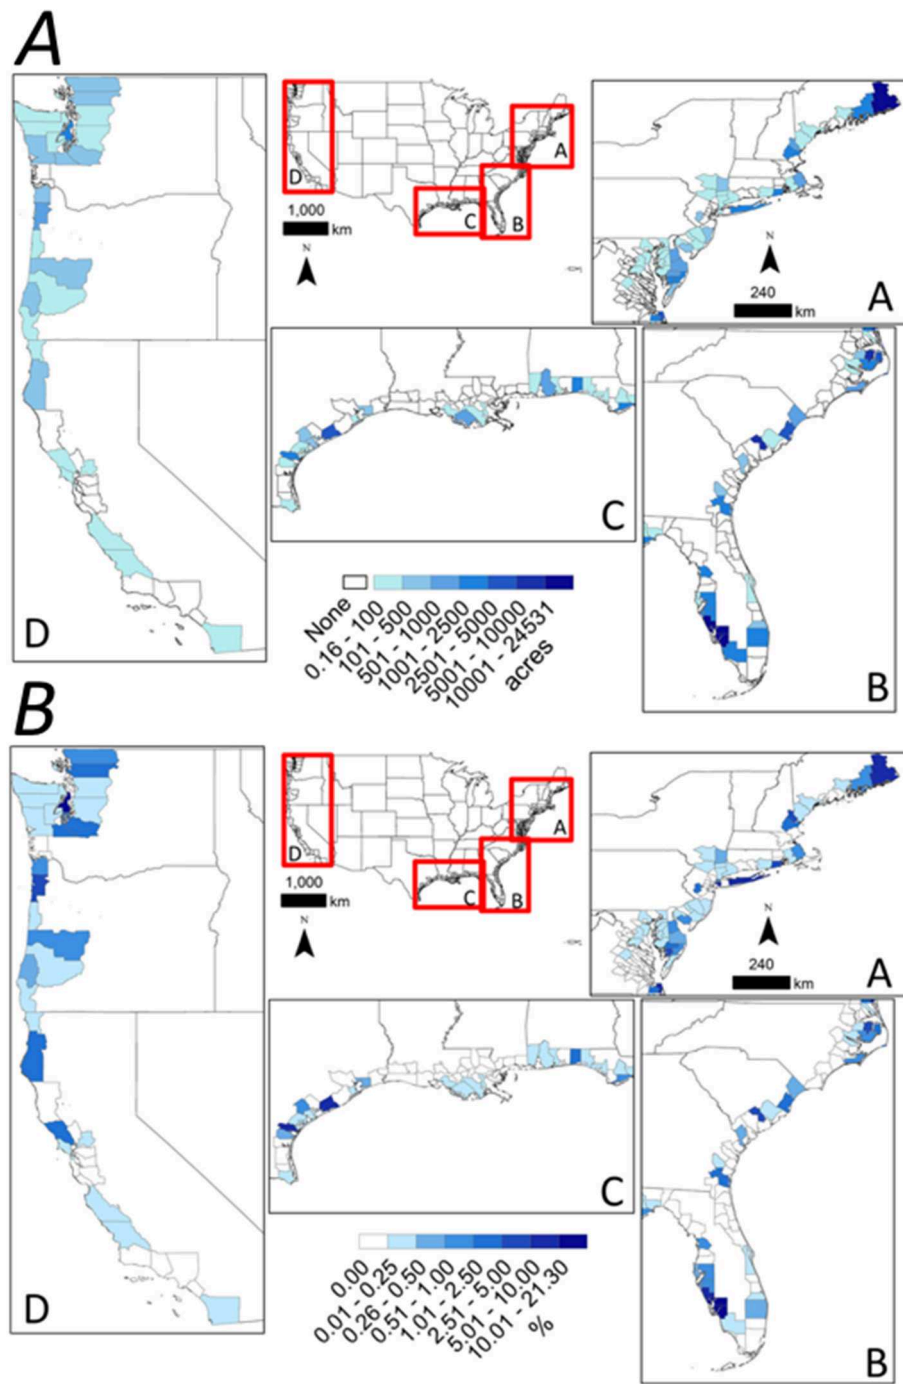 A
D
D
A
B
C
1,000
km
N
N
240
km
A
C
B
None
0.16 - 100
101 - 500
501 - 1000
1001 - 2500
2501 - 5000
5001 - 10000
10001 - 24531
acres
B
D
D
A
B
C
1,000
km
N
N
240
km
A
C
B
0.00
0.01 - 0.25
0.26 - 0.50
0.51 - 1.00
1.01 - 2.50
2.51 - 5.00
5.01 - 10.00
10.01 - 21.30
%